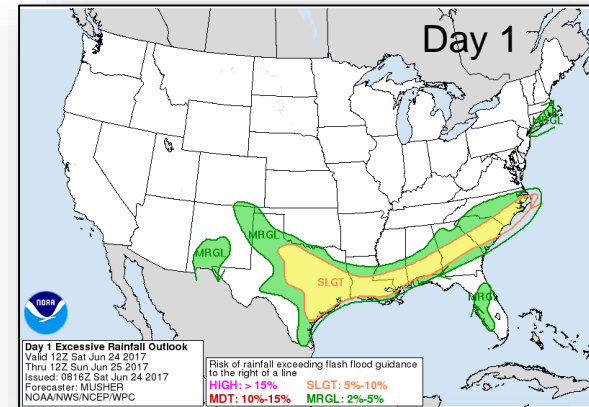 Day 1
MRGL
MRGL
MRGL
SLGT
MRGL
NOAA
Day 1 Excessive Rainfall Outlook
Valid 12Z Sat Jun 24 2017
Thru 12Z Sun Jun 25 2017
Issued: 0816Z Sat Jun 24 2017
Forecaster: MUSHER
NOAA/NWS/NCEP/WPC
Risk of rainfall exceeding flash flood guidance
to the right of a line
HIGH: > 15% SLGT: 5%-10%
MDT: 10%-15% MRGL: 2%-5%